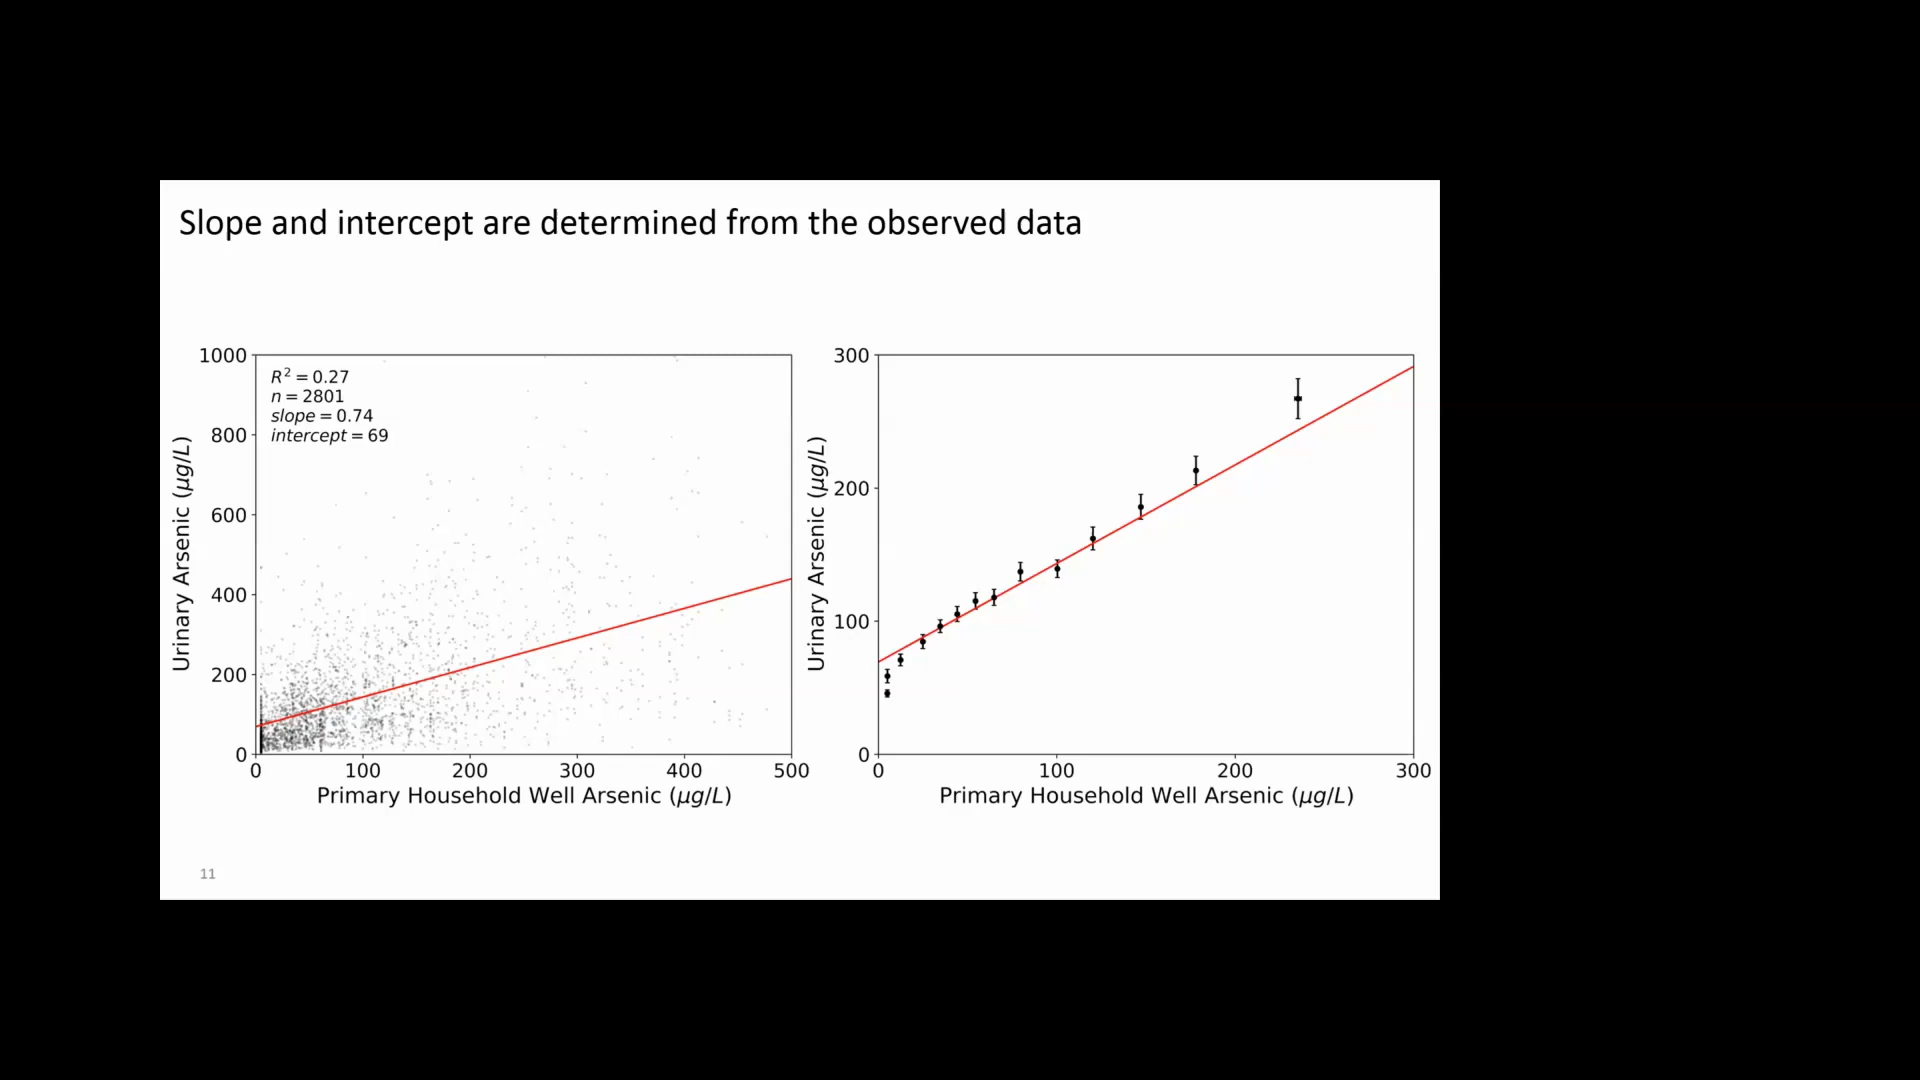 Slope and intercept are determined from the observed data
1000
800
600
400
200
0
R² = 0.27
n = 2801
slope = 0.74
intercept = 69
Urinary Arsenic (μg/L)
0 100 200 300 400 500
Primary Household Well Arsenic (μg/L)
300
200
100
0
Urinary Arsenic (μg/L)
0 100 200 300
Primary Household Well Arsenic (μg/L)
11